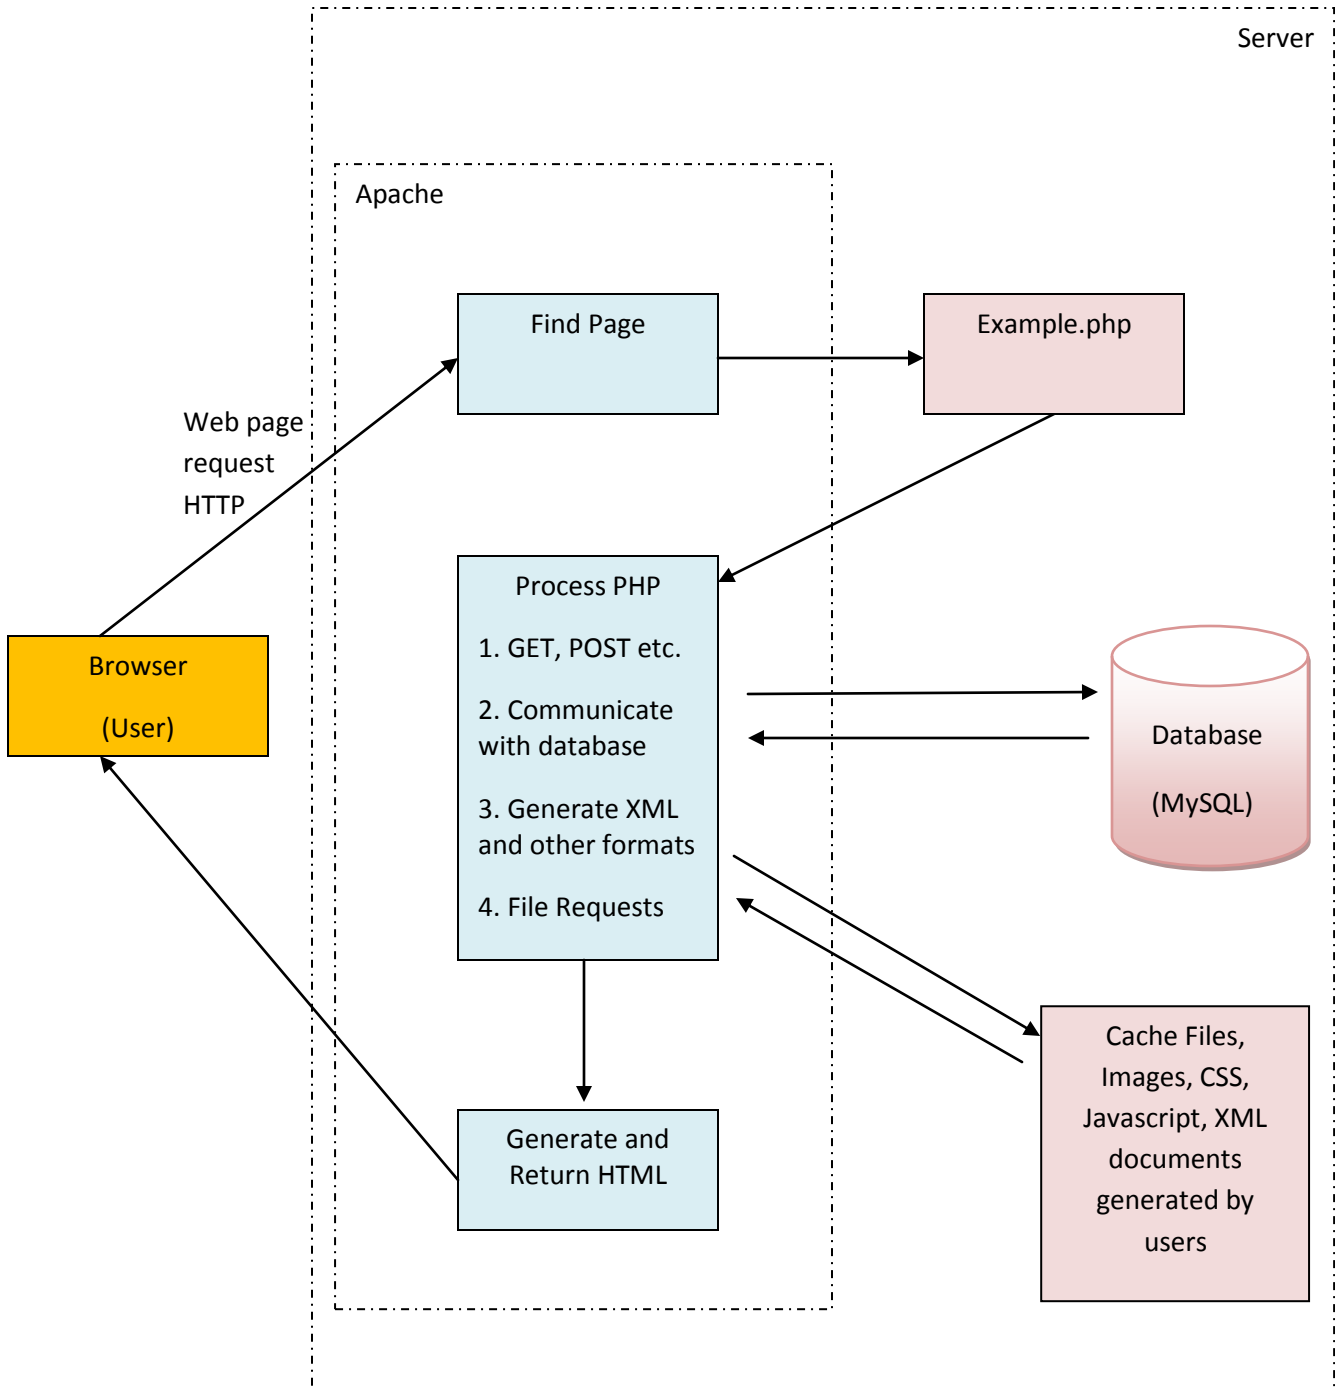 Server
Apache
Find Page
Example.php
Web page
request
HTTP
Process PHP
1. GET, POST etc.
2. Communicate
with database
3. Generate XML
and other formats
4. File Requests
Browser
(User)
Database
(MySQL)
Cache Files,
Images, CSS,
Javascript, XML
documents
generated by
users
Generate and
Return HTML